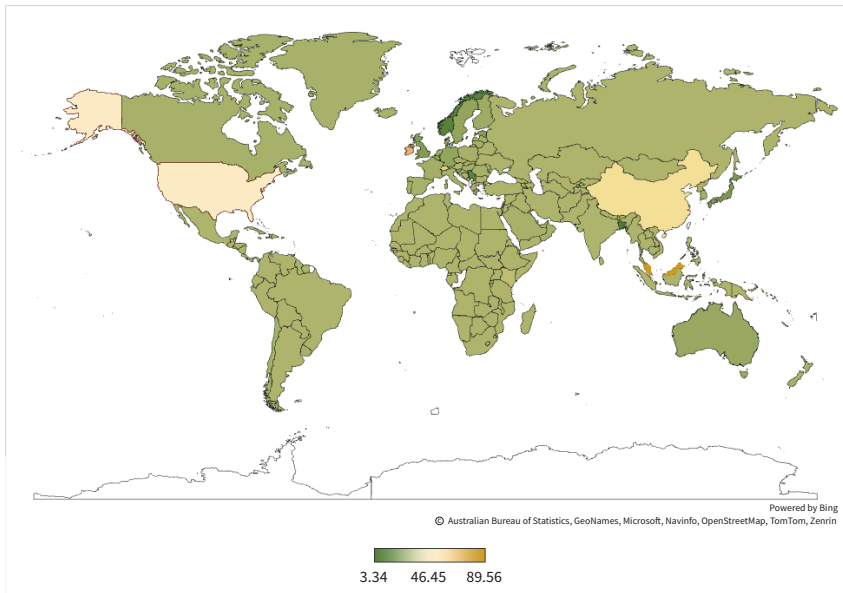 Powered by Bing
© Australian Bureau of Statistics, GeoNames, Microsoft, Navinfo, OpenStreetMap, TomTom, Zenrin
3.34 46.45 89.56